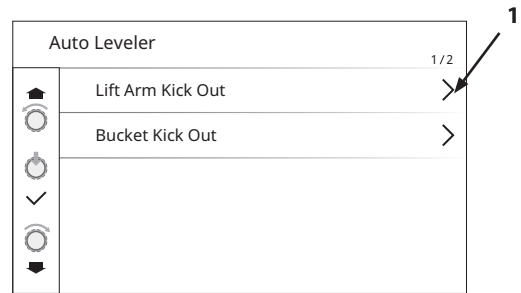 1
Auto Leveler
1/2
Lift Arm Kick Out
Bucket Kick Out